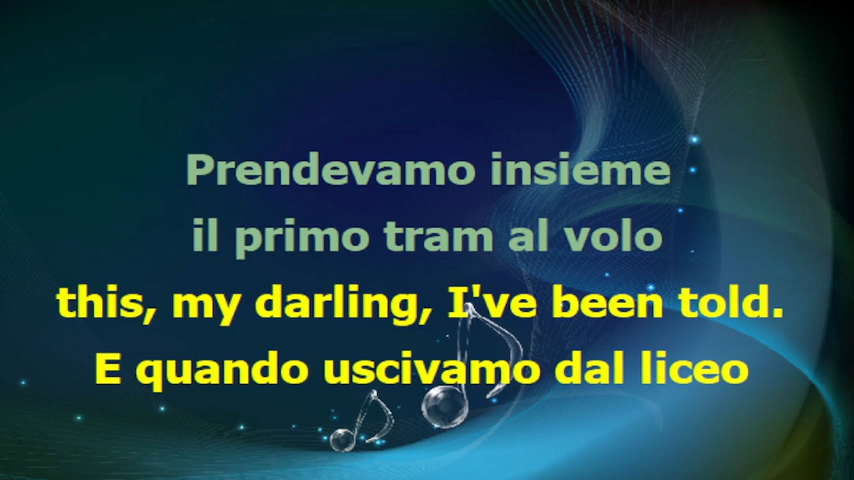 Prendevamo insieme
il primo tram al volo
this, my darling, I've been told.
E quando uscivamo dal liceo